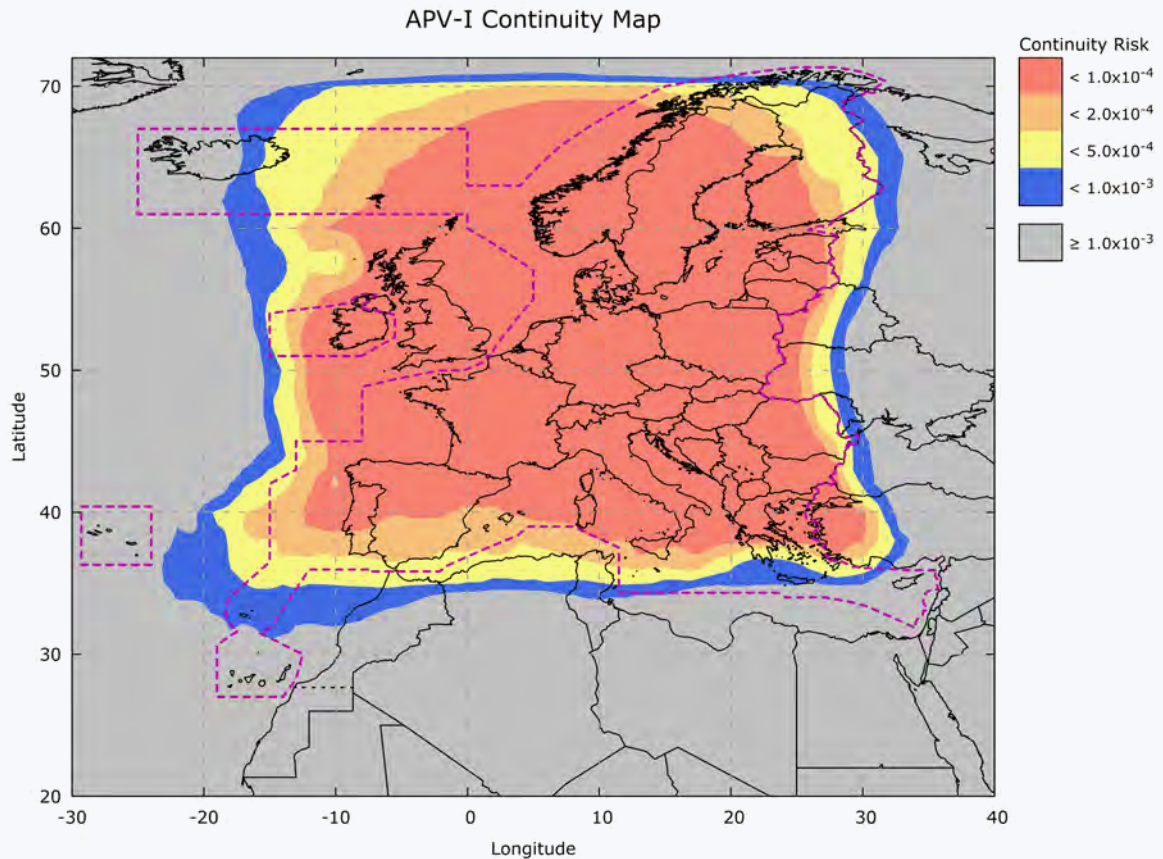 APV-I Continuity Map
Continuity Risk
< 1.0x10⁻⁴
< 2.0x10⁻⁴
< 5.0x10⁻⁴
< 1.0x10⁻³
≥ 1.0x10⁻³
70
60
50
40
30
20
Latitude
-30 -20 -10 0 10 20 30 40
Longitude